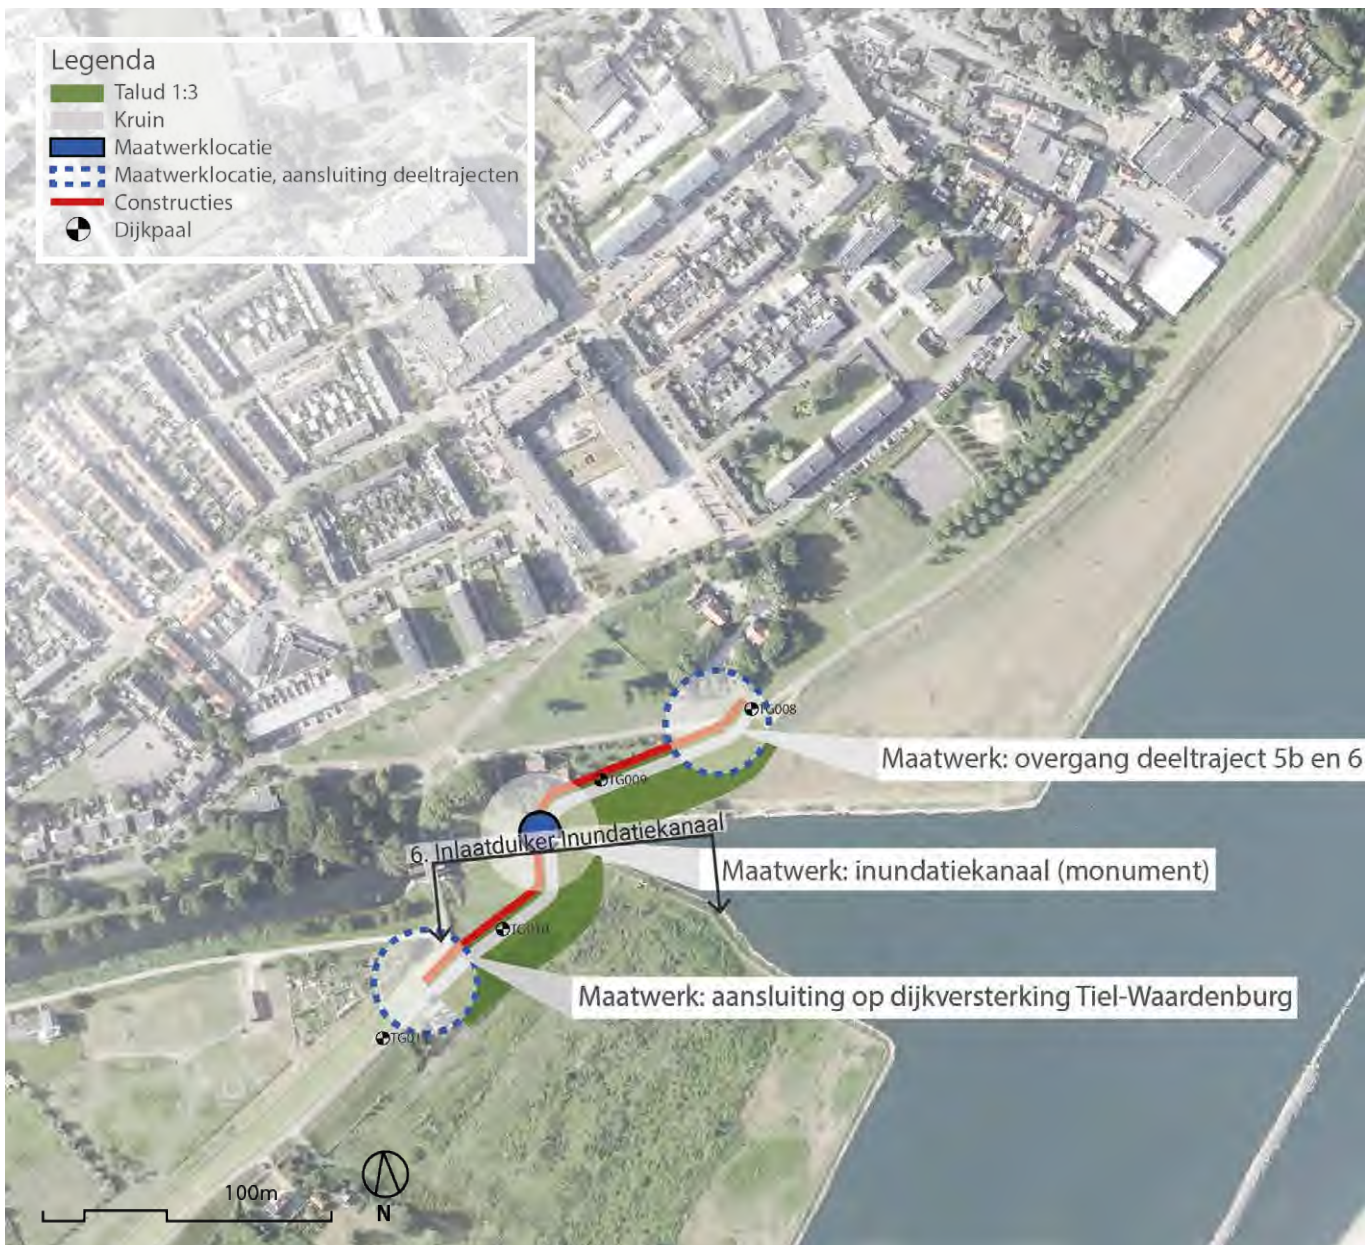 Legenda
Talud 1:3
Kruin
Maatwerklocatie
Maatwerklocatie, aansluiting deeltrajecten
Constructies
Dijkpaal
TG008
Maatwerk: overgang deeltraject 5b en 6
TG009
6. Inlaatduiker Inundatiekanaal
Maatwerk: inundatiekanaal (monument)
TG010
Maatwerk: aansluiting op dijkversterking Tiel-Waardenburg
100m
N